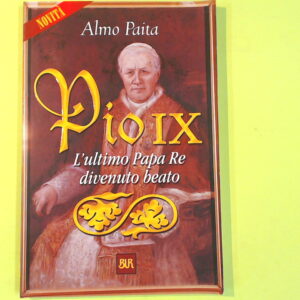 NOVITÀ
Almo Paita
Pio IX
L'ultimo Papa Re
divenuto beato
BUR